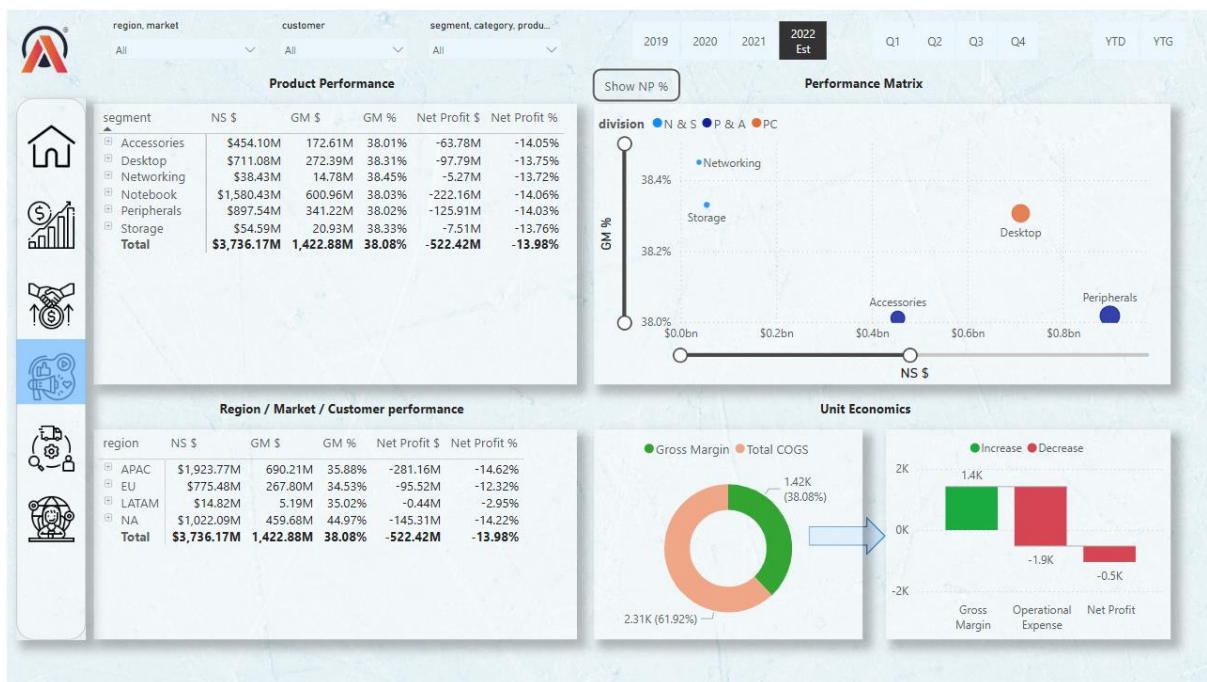 region, market
customer
segment, category, produ...
All
All
All
2019 2020 2021 2022 Est Q1 Q2 Q3 Q4 YTD YTG
Product Performance
segment NS $ GM $ GM % Net Profit $ Net Profit %
Accessories $454.10M 172.61M 38.01% -63.78M -14.05%
Desktop $711.08M 272.39M 38.31% -97.79M -13.75%
Networking $38.43M 14.78M 38.45% -5.27M -13.72%
Notebook $1,580.43M 600.96M 38.03% -222.16M -14.06%
Peripherals $897.54M 341.22M 38.02% -125.91M -14.03%
Storage $54.59M 20.93M 38.33% -7.51M -13.76%
Total $3,736.17M 1,422.88M 38.08% -522.42M -13.98%
Show NP %
Performance Matrix
division N & S P & A PC
Networking
38.4%
Storage
Desktop
GM %
38.2%
Accessories
Peripherals
38.0%
$0.0bn $0.2bn $0.4bn $0.6bn $0.8bn
NS $
Region / Market / Custome performance
region NS $ GM $ GM % Net Profit $ Net Profit %
APAC $1,923.77M 690.21M 35.88% -281.16M -14.62%
EU $775.48M 267.80M 34.53% -95.52M -12.32%
LATAM $14.82M 5.19M 35.02% -0.44M -2.95%
NA $1,022.09M 459.68M 44.97% -145.31M -14.22%
Total $3,736.17M 1,422.88M 38.08% -522.42M -13.98%
Unit Economics
Gross Margin Total COGS
1.42K
(38.08%)
2.31K (61.92%)
Increase Decrease
2K
1.4K
0K
-1.9K
-0.5K
-2K
Gross Margin
Operational Expense
Net Profit